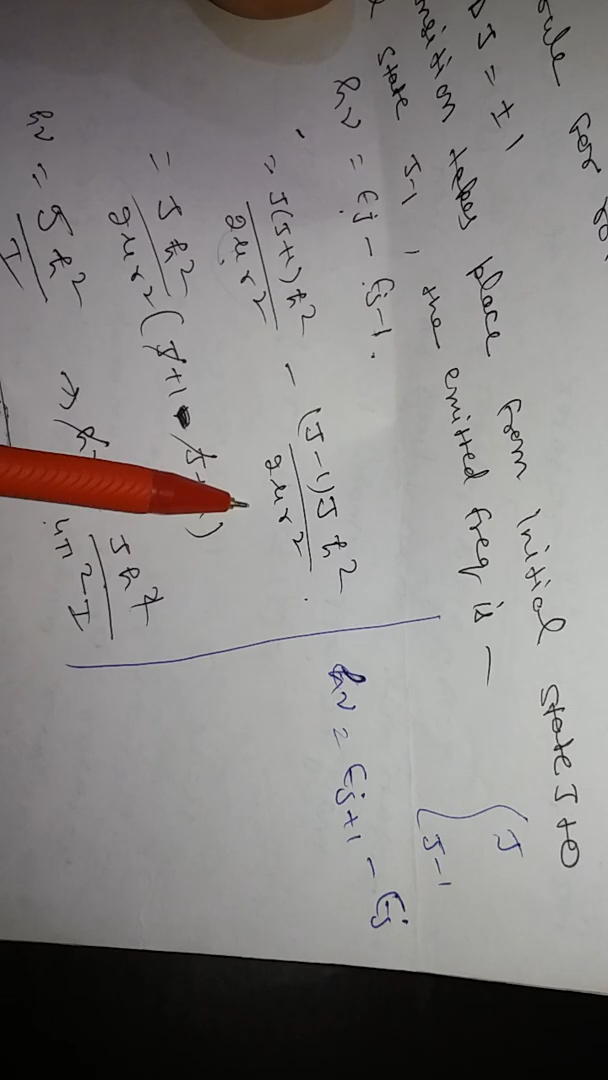 rule for
ΔJ = ± 1
takes place from initial state J to
state J-1, the emitted freq is —
hν = Ej - Ej-1.
= J(J+1)ħ² / 2μr² - (J-1)Jħ² / 2μr².
= Jħ² / 2μr² (J+1 - J+1)
hν = Jħ² / I
→ Jh² / 4π²I
J
J-1
hν = Ej+1 - Ej